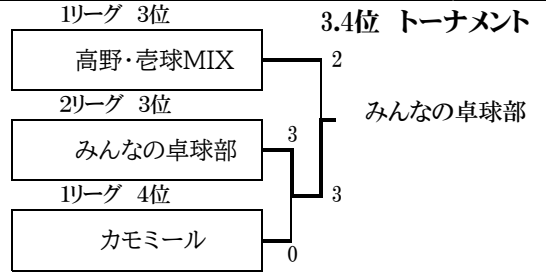 1リーグ 3位
3.4位 トーナメント
高野・壱球MIX
2
2リーグ 3位
みんなの卓球部
3
みんなの卓球部
1リーグ 4位
3
カモミール
0